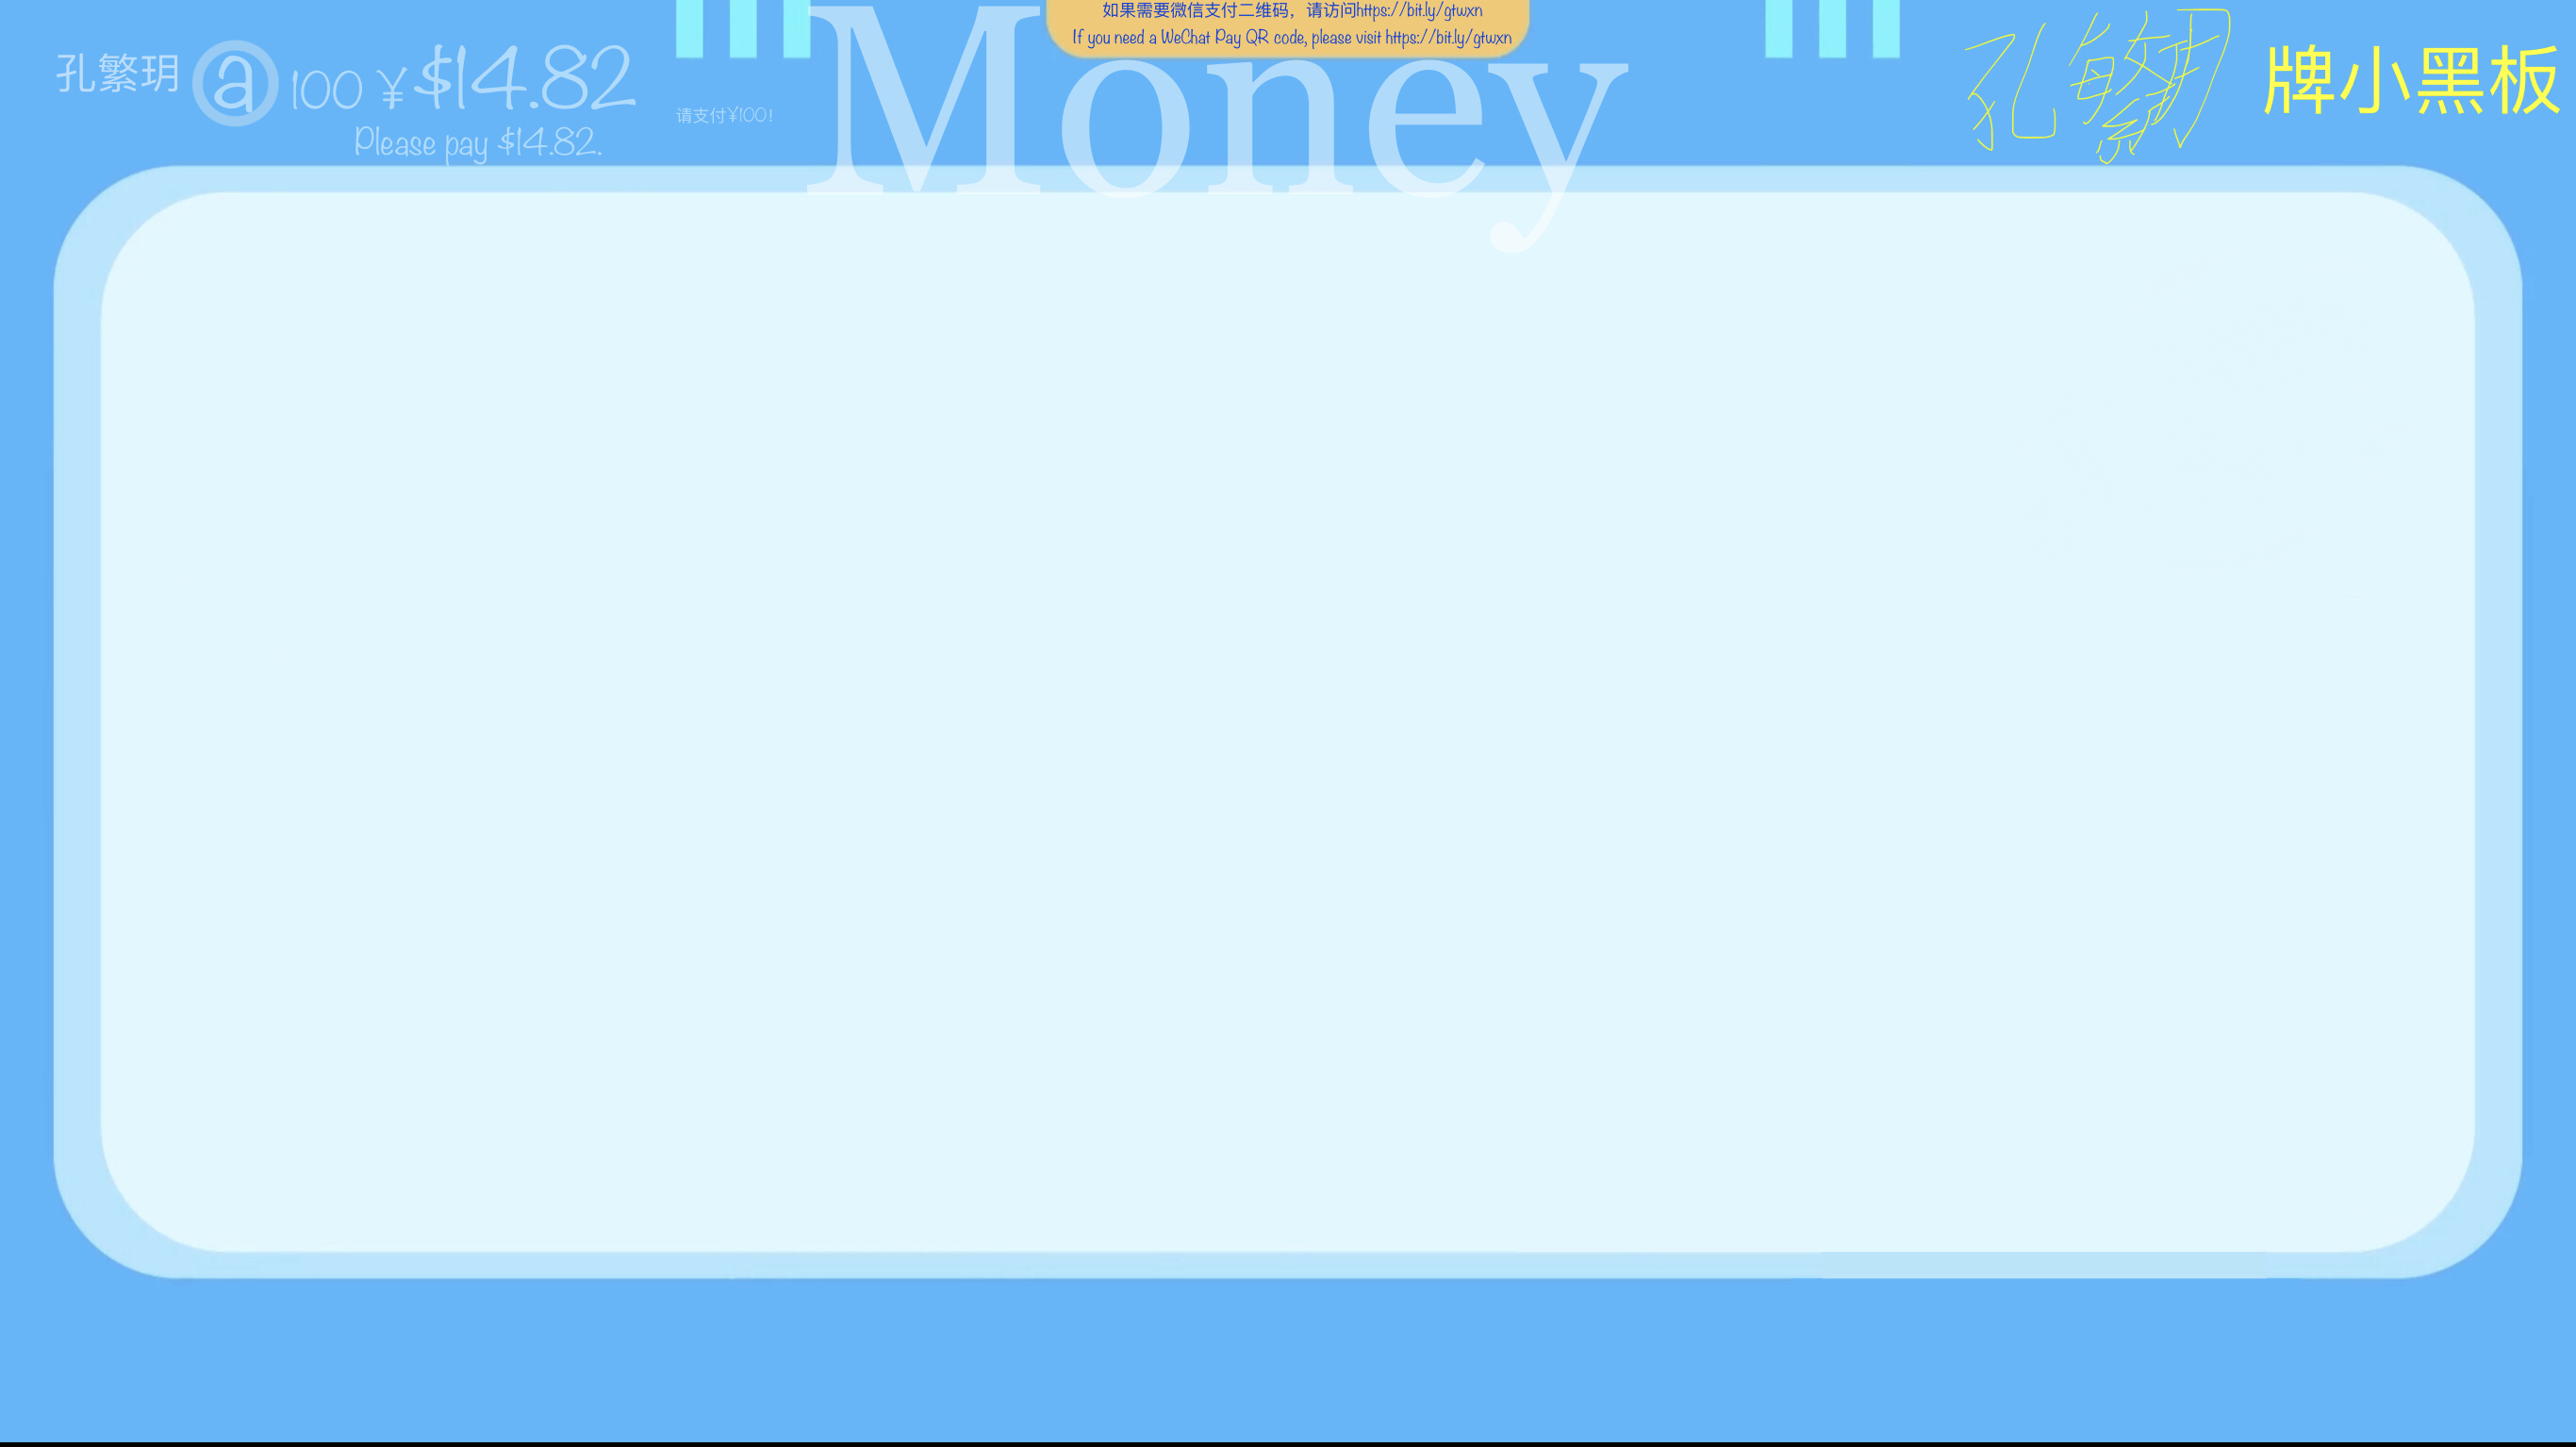 如果需要微信支付二维码，请访问https://bit.ly/gtwxn
If you need a WeChat Pay QR code, please visit https://bit.ly/gtwxn
孔繁玥 @ 100 ¥ $14.82
Please pay $14.82.
请支付¥100!
Money
孔繁玥 牌小黑板